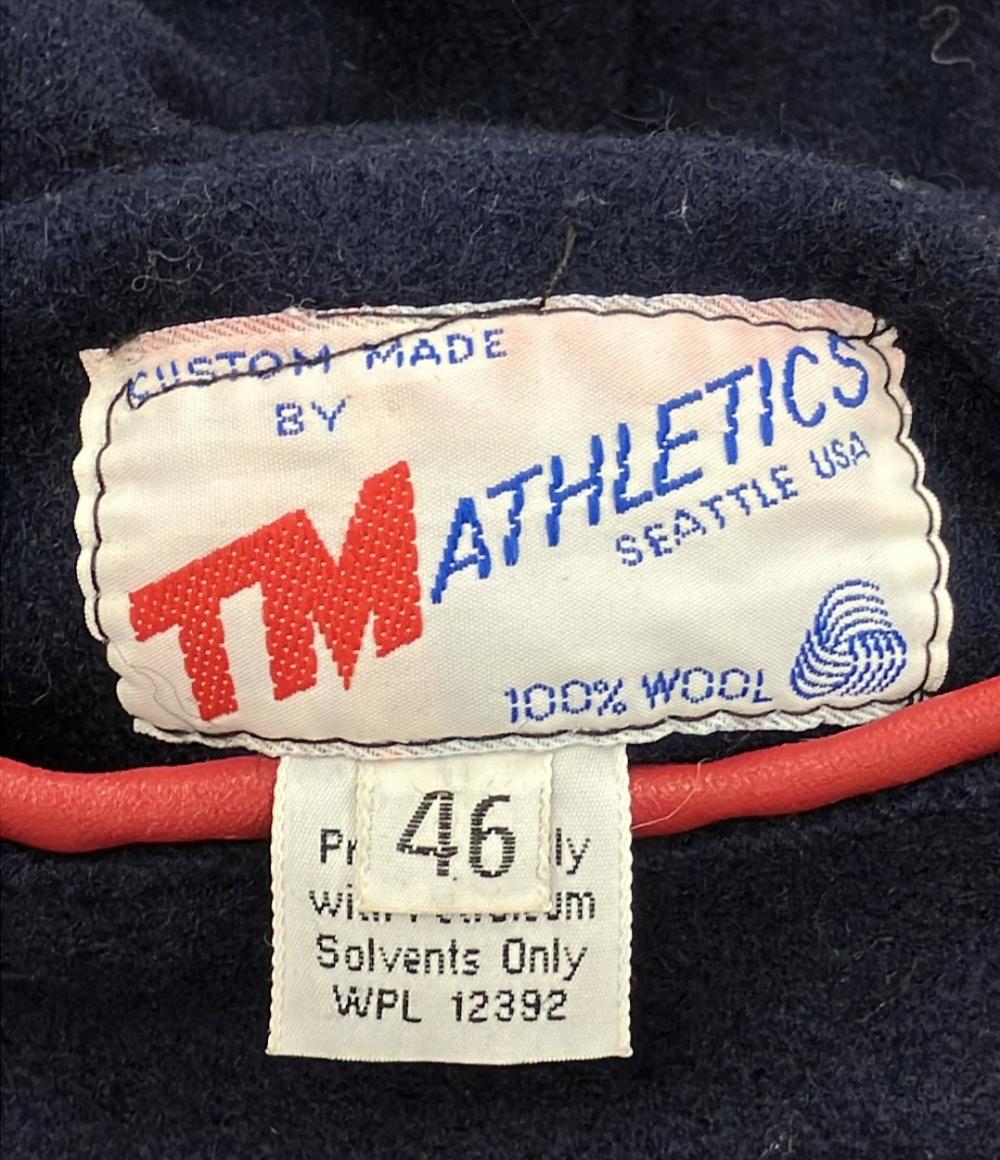 CUSTOM MADE
BY
TM ATHLETICS
SEATTLE USA
100% WOOL
46
Solvents Only
WPL 12392